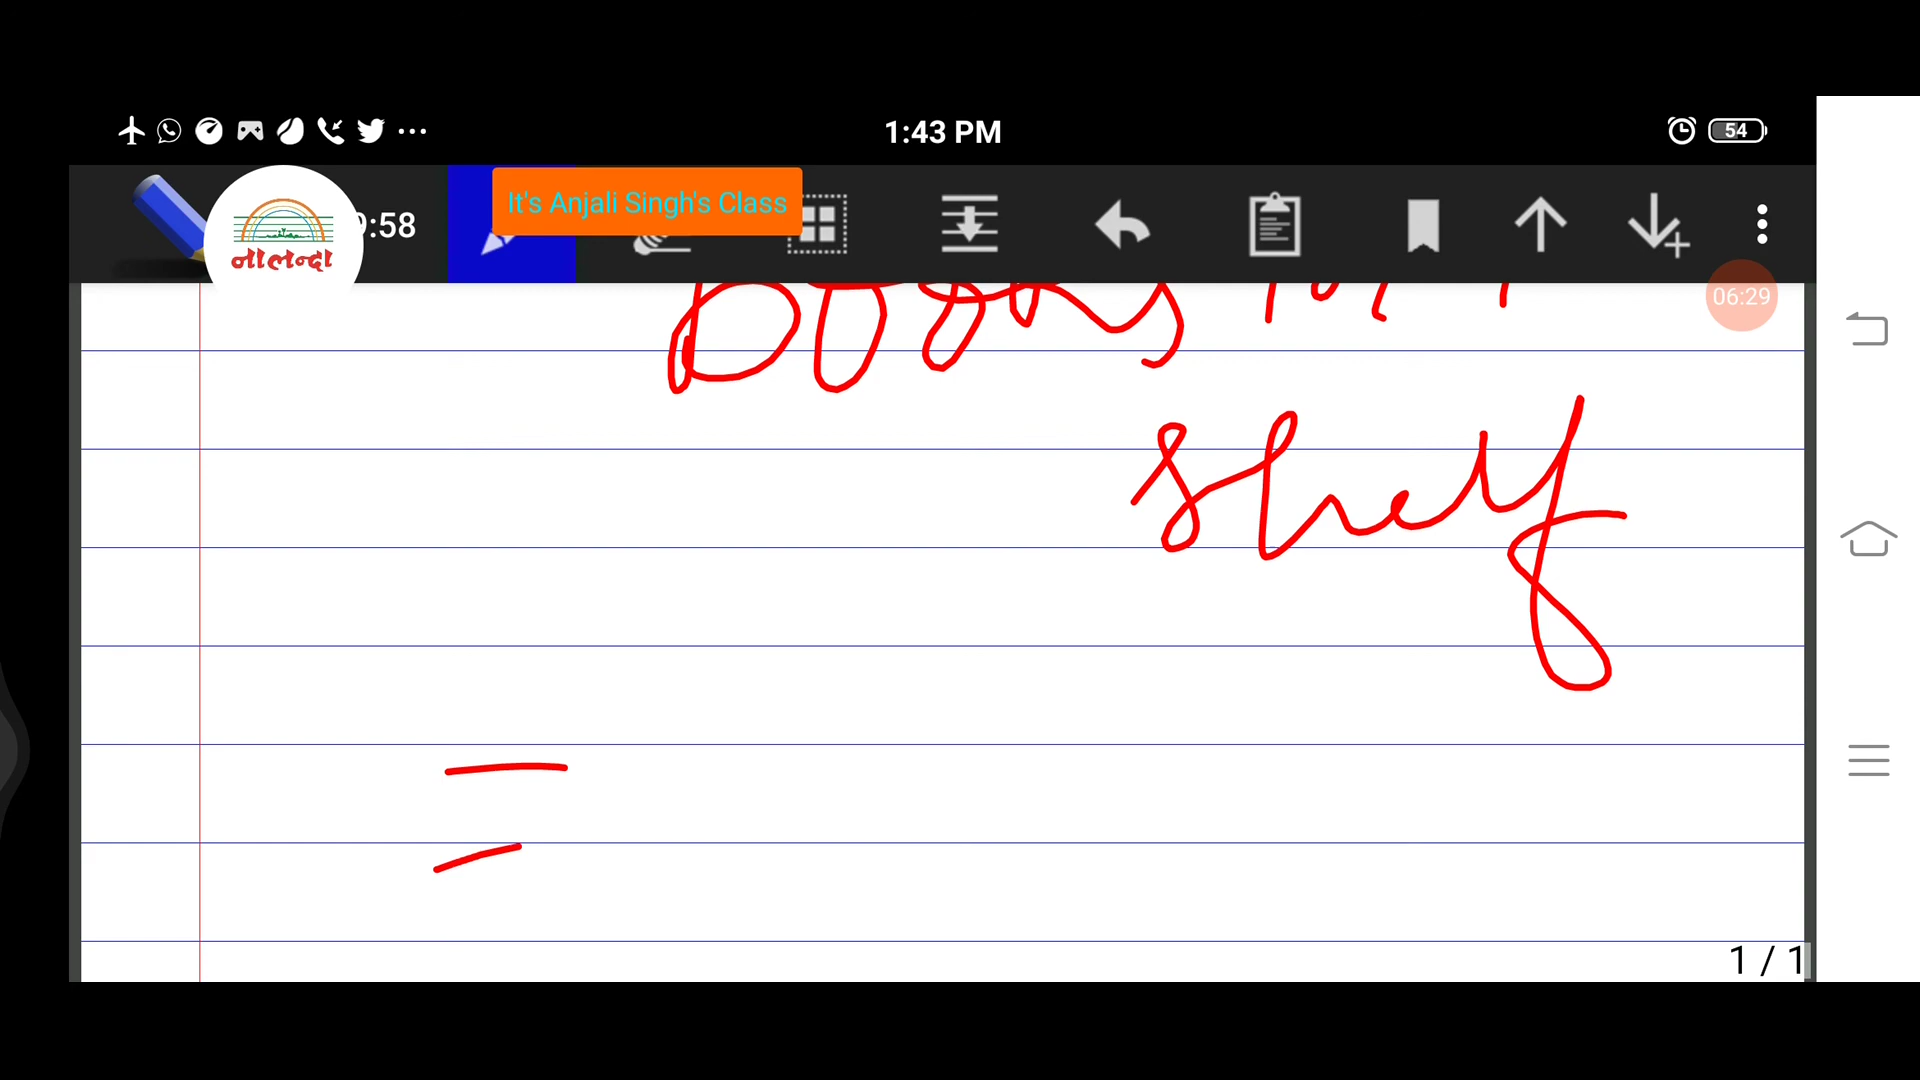 1:43 PM
54
:58
It's Anjali Singh's Class
नालन्दा
06:29
Books
shelf
1 / 1